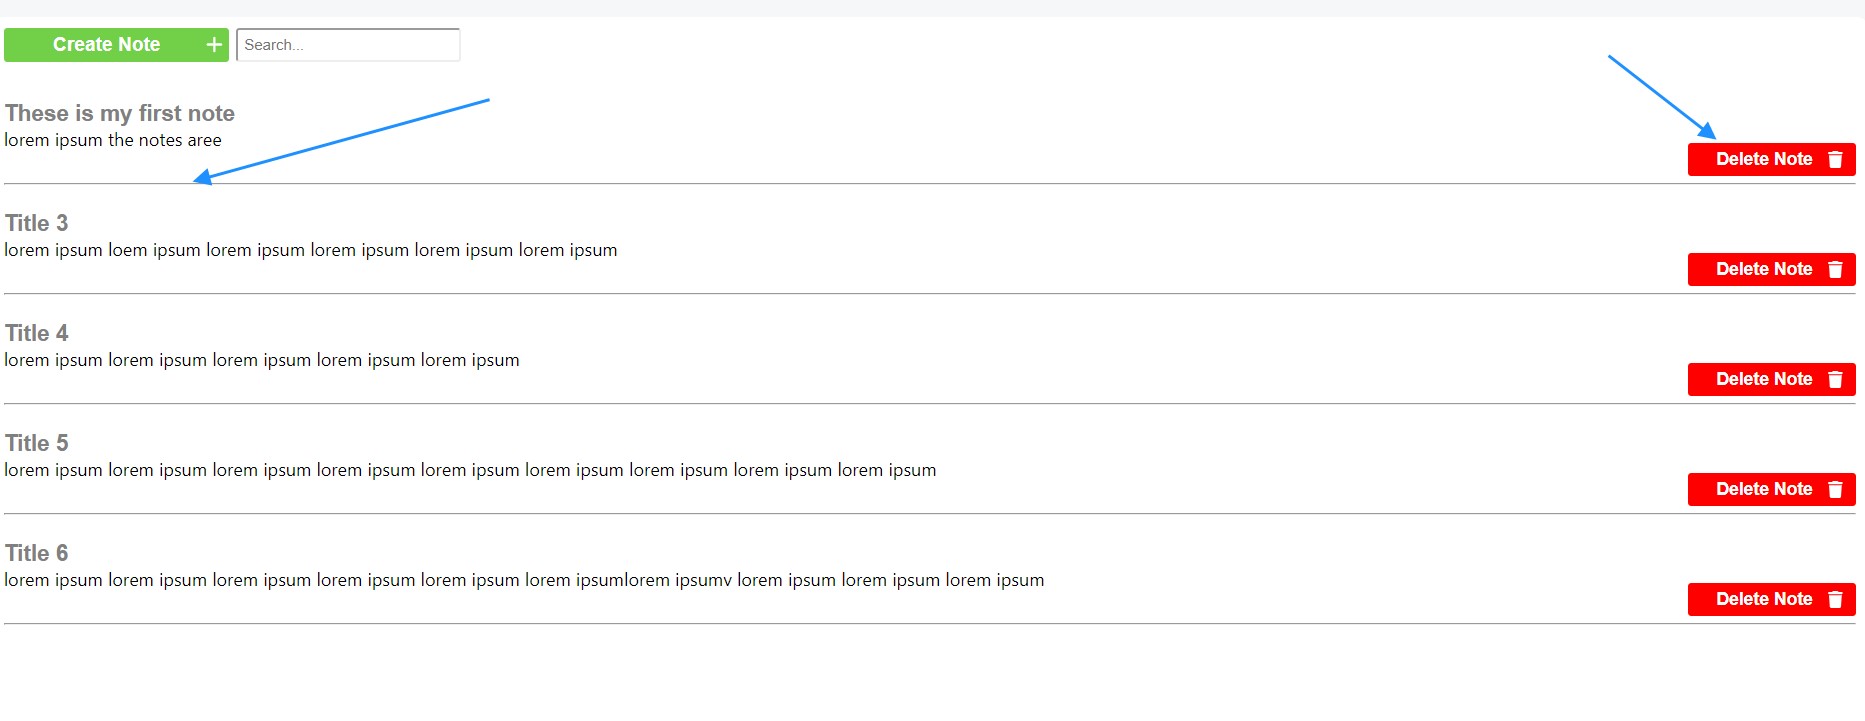 Create Note
Search...
These is my first note
lorem ipsum the notes aree
Delete Note
Title 3
lorem ipsum loem ipsum lorem ipsum lorem ipsum lorem ipsum lorem ipsum
Delete Note
Title 4
lorem ipsum lorem ipsum lorem ipsum lorem ipsum lorem ipsum
Delete Note
Title 5
lorem ipsum lorem ipsum lorem ipsum lorem ipsum lorem ipsum lorem ipsum lorem ipsum lorem ipsum lorem ipsum
Delete Note
Title 6
lorem ipsum lorem ipsum lorem ipsum lorem ipsum lorem ipsum lorem ipsumlorem ipsumv lorem ipsum lorem ipsum lorem ipsum
Delete Note